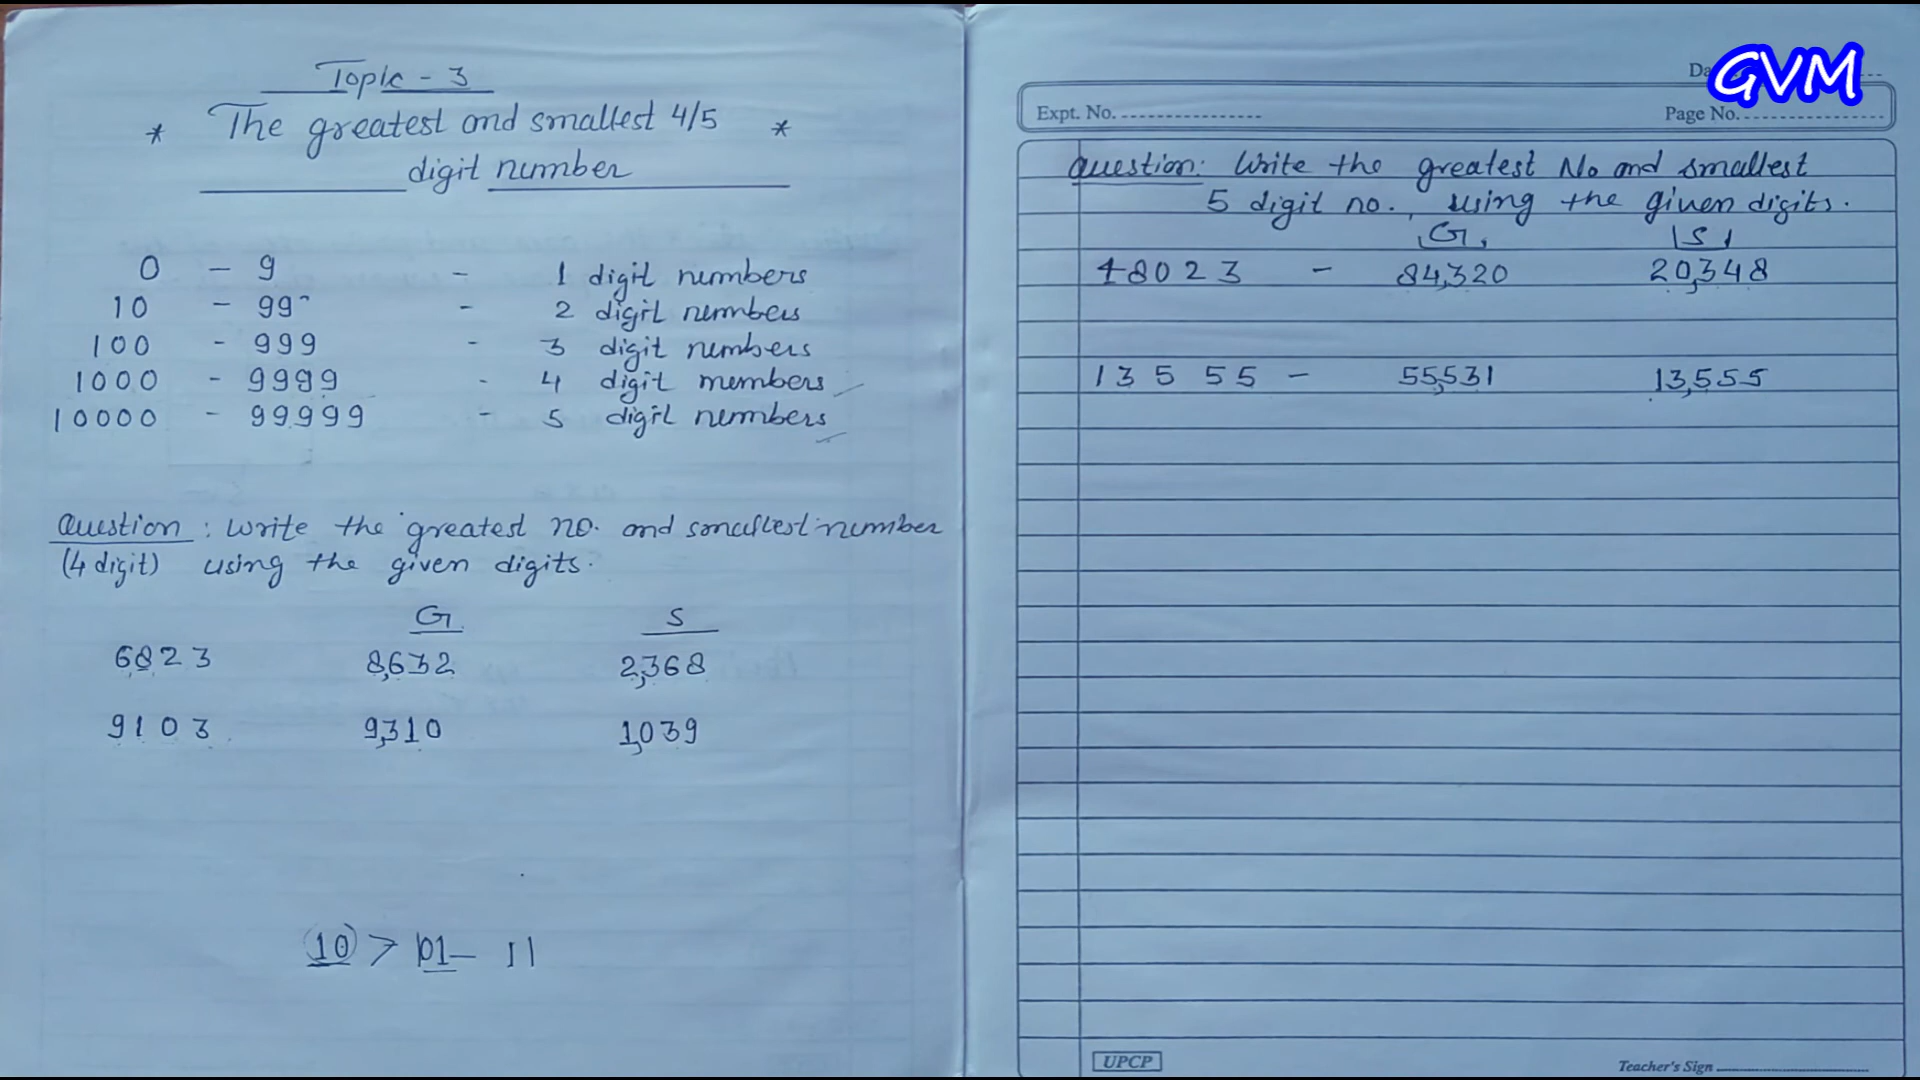 Topic - 3
* The greatest and smallest 4/5 *
digit number
0 - 9 - 1 digit numbers
10 - 99 - 2 digit numbers
100 - 999 - 3 digit numbers
1000 - 9999 - 4 digit numbers
10000 - 99999 - 5 digit numbers
Question : Write the greatest no. and smallest number
(4 digit) using the given digits.
G S
6823 8,632 2,368
9103 9,310 1,039
10 > 01 - 11
GVM
Expt. No.
Page No.
Question: Write the greatest No and smallest
5 digit no., using the given digits.
G S
48023 - 84,320 20,348
13555 - 55,531 13,555
UPCP
Teacher's Sign